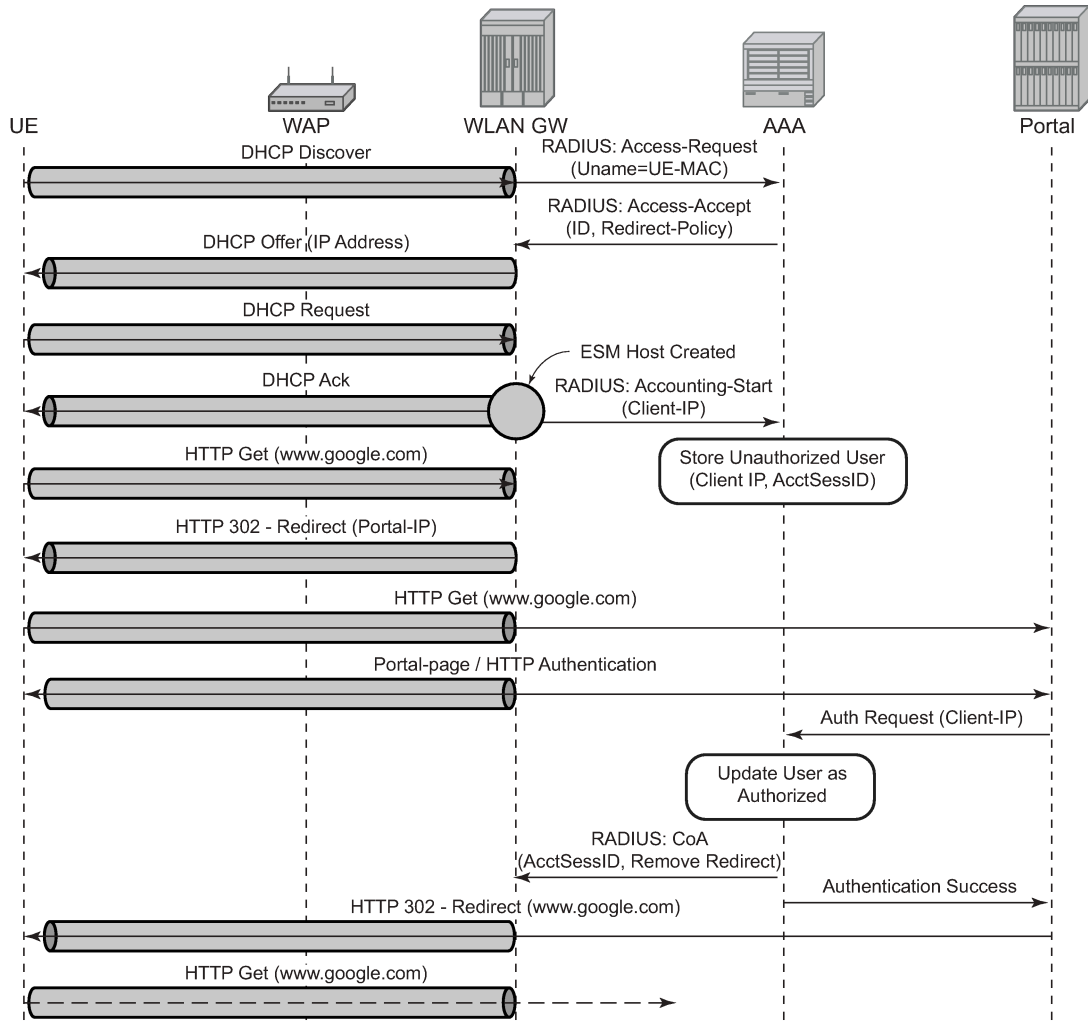 UE
WAP
WLAN GW
AAA
Portal
DHCP Discover
RADIUS: Access-Request
(Uname=UE-MAC)
RADIUS: Access-Accept
(ID, Redirect-Policy)
DHCP Offer (IP Address)
DHCP Request
ESM Host Created
DHCP Ack
RADIUS: Accounting-Start
(Client-IP)
HTTP Get (www.google.com)
Store Unauthorized User
(Client IP, AcctSessID)
HTTP 302 - Redirect (Portal-IP)
HTTP Get (www.google.com)
Portal-page / HTTP Authentication
Auth Request (Client-IP)
Update User as
Authorized
RADIUS: CoA
(AcctSessID, Remove Redirect)
Authentication Success
HTTP 302 - Redirect (www.google.com)
HTTP Get (www.google.com)